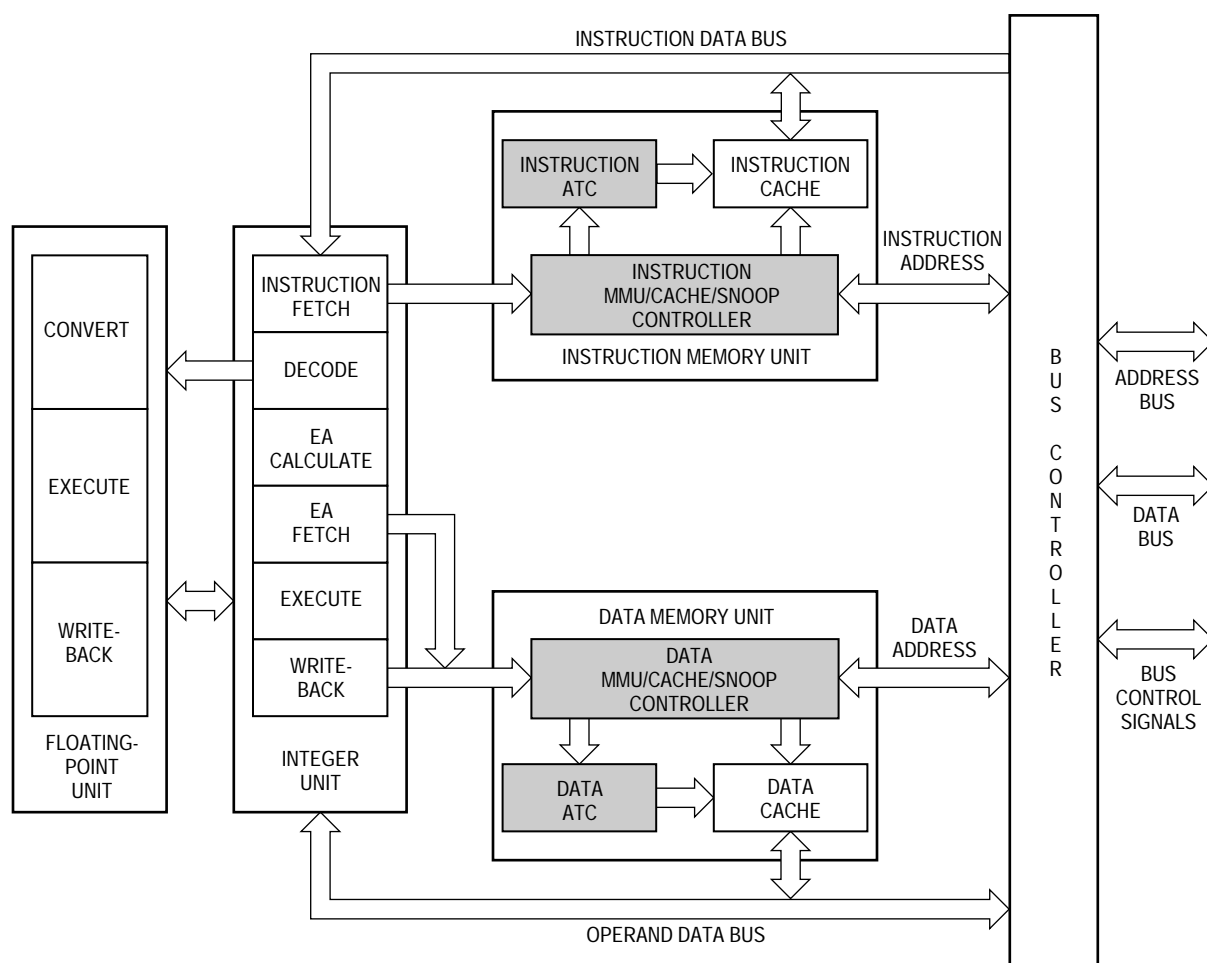 INSTRUCTION DATA BUS
INSTRUCTION
ATC
INSTRUCTION
CACHE
INSTRUCTION
MMU/CACHE/SNOOP
CONTROLLER
INSTRUCTION MEMORY UNIT
INSTRUCTION
ADDRESS
CONVERT
EXECUTE
WRITE-
BACK
FLOATING-
POINT
UNIT
INSTRUCTION
FETCH
DECODE
EA
CALCULATE
EA
FETCH
EXECUTE
WRITE-
BACK
INTEGER
UNIT
DATA MEMORY UNIT
DATA
MMU/CACHE/SNOOP
CONTROLLER
DATA
ATC
DATA
CACHE
DATA
ADDRESS
OPERAND DATA BUS
BUS CONTROLLER
ADDRESS
BUS
DATA
BUS
BUS
CONTROL
SIGNALS